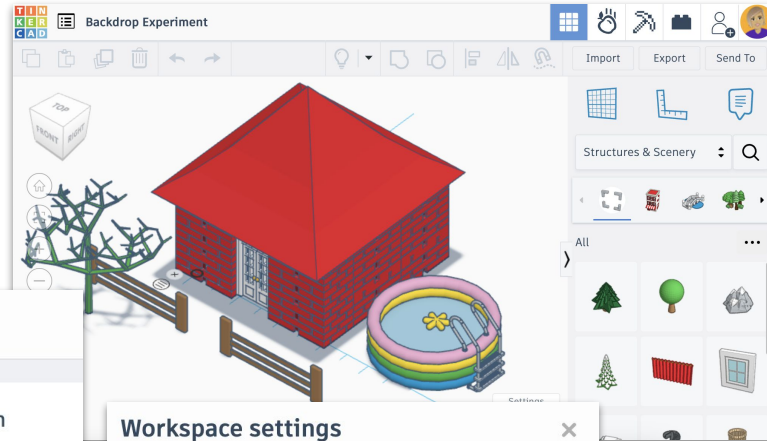 TIN
KER
CAD
Backdrop Experiment
Import
Export
Send To
TOP
FRONT
RIGHT
Structures & Scenery
All
Settings
n
Workspace settings